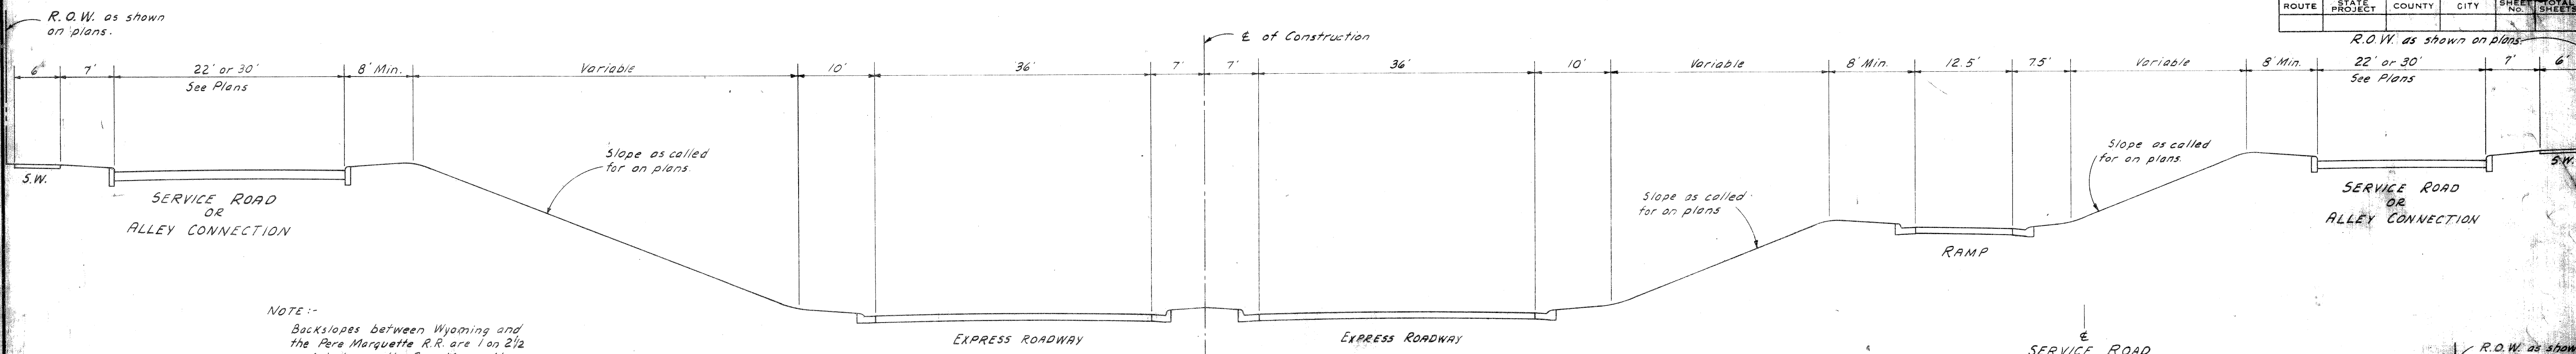 R.O.W. as shown
on plans.
℄ of Construction
ROUTE STATE PROJECT COUNTY CITY SHEET No. TOTAL SHEETS
R.O.W. as shown on plans.
6' 7' 22' or 30' 8' Min. Variable 10' 36' 7' 7' 36' 10' Variable 8' Min. 12.5' 7.5' Variable 8' Min. 22' or 30' 7' 6'
See Plans See Plans
Slope as called
for on plans.
Slope as called
for on plans.
Slope as called
for on plans
S.W.
S.W.
SERVICE ROAD
OR
ALLEY CONNECTION
SERVICE ROAD
OR
ALLEY CONNECTION
RAMP
NOTE:-
Backslopes between Wyoming and
the Pere Marquette R.R. are 1 on 2½
EXPRESS ROADWAY
EXPRESS ROADWAY
℄
SERVICE ROAD
R.O.W. as show